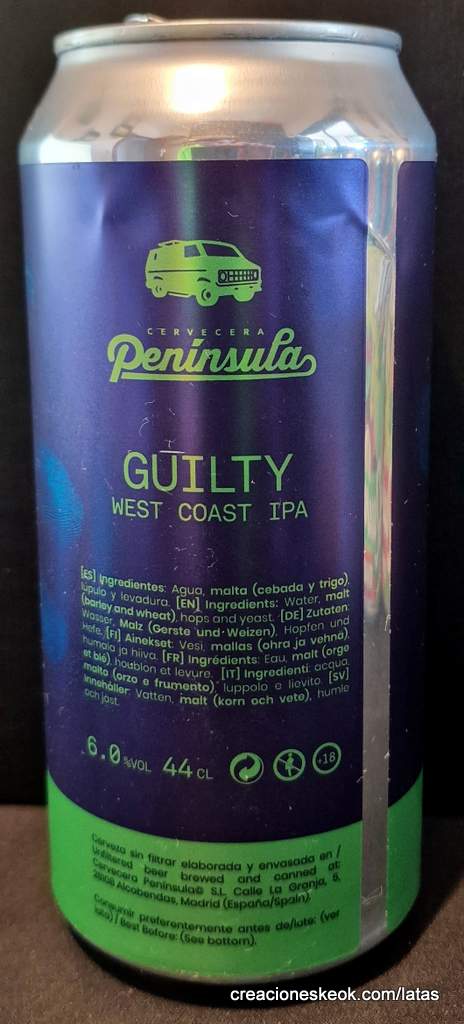 CERVECERA
Península
GUILTY
WEST COAST IPA
[ES] Ingredientes: Agua, malta (cebada y trigo),
lúpulo y levadura. [EN] Ingredients: Water, malt
(barley and wheat), hops and yeast. [DE] Zutaten:
Wasser, Malz (Gerste und Weizen), Hopfen und
Hefe. [FI] Ainekset: Vesi, mallas (ohra ja vehnä),
humala ja hiiva. [FR] Ingrédients: Eau, malt (orge
et blé), houblon et levure. [IT] Ingredienti: acqua,
malto (orzo e frumento), luppolo e lievito. [SV]
Innehåller: Vatten, malt (korn och vete), humle
och jäst.
6.0 %VOL 44 CL +18
Cerveza sin filtrar elaborada y envasada en /
Unfiltered beer brewed and canned at:
Cervecera Península© S.L. Calle La Granja, 6,
28108 Alcobendas, Madrid (España/Spain).
Consumir preferentemente antes de/lote: (ver
lata) / Best Before: (See bottom).
creacioneskeok.com/latas